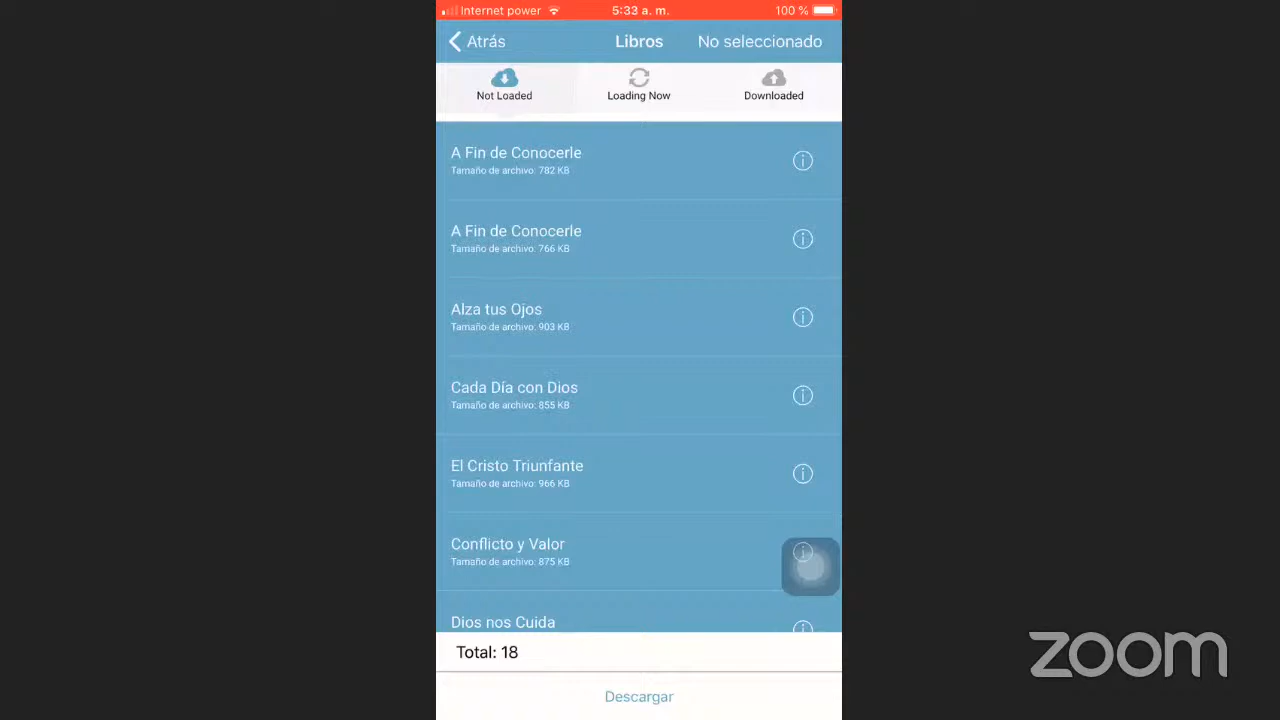 Internet power
5:33 a. m.
100 %
Atrás
Libros
No seleccionado
Not Loaded
Loading Now
Downloaded
A Fin de Conocerle
Tamaño de archivo: 782 KB
A Fin de Conocerle
Tamaño de archivo: 766 KB
Alza tus Ojos
Tamaño de archivo: 903 KB
Cada Día con Dios
Tamaño de archivo: 855 KB
El Cristo Triunfante
Tamaño de archivo: 966 KB
Conflicto y Valor
Tamaño de archivo: 875 KB
Dios nos Cuida
Total: 18
Descargar
zoom